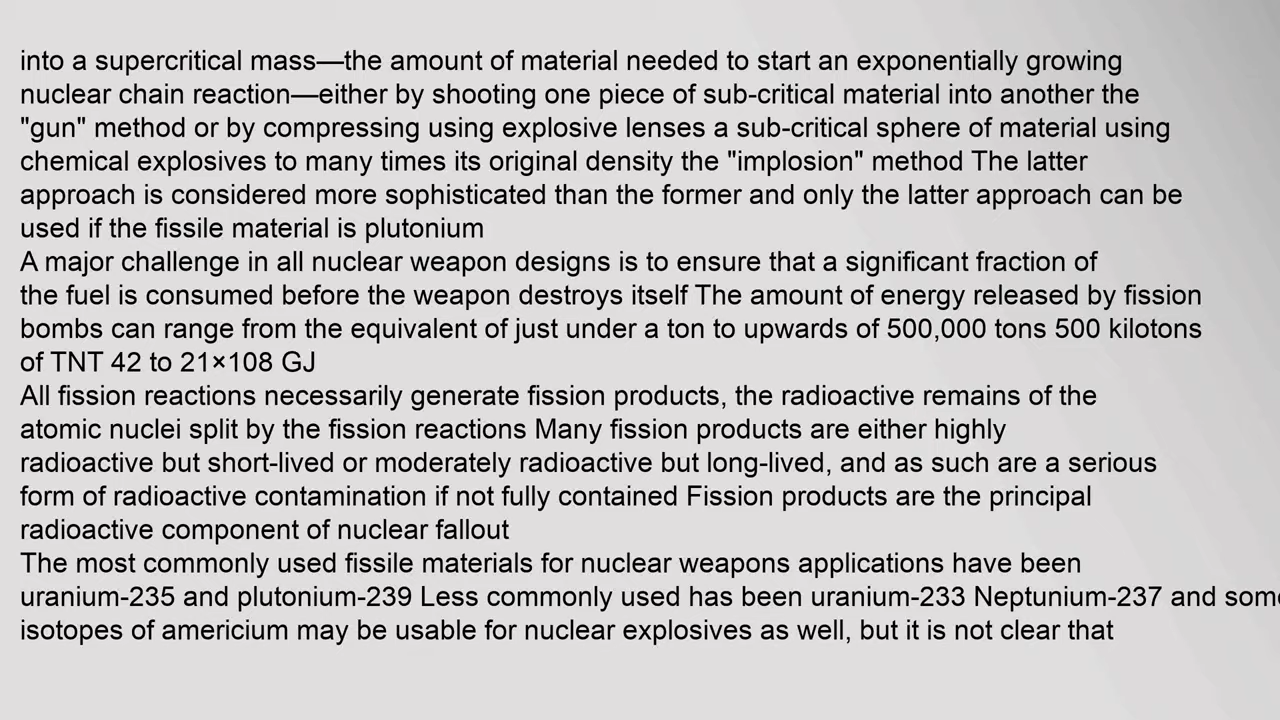 into a supercritical mass—the amount of material needed to start an exponentially growing
nuclear chain reaction—either by shooting one piece of sub-critical material into another the
"gun" method or by compressing using explosive lenses a sub-critical sphere of material using
chemical explosives to many times its original density the "implosion" method The latter
approach is considered more sophisticated than the former and only the latter approach can be
used if the fissile material is plutonium
A major challenge in all nuclear weapon designs is to ensure that a significant fraction of
the fuel is consumed before the weapon destroys itself The amount of energy released by fission
bombs can range from the equivalent of just under a ton to upwards of 500,000 tons 500 kilotons
of TNT 42 to 21×108 GJ
All fission reactions necessarily generate fission products, the radioactive remains of the
atomic nuclei split by the fission reactions Many fission products are either highly
radioactive but short-lived or moderately radioactive but long-lived, and as such are a serious
form of radioactive contamination if not fully contained Fission products are the principal
radioactive component of nuclear fallout
The most commonly used fissile materials for nuclear weapons applications have been
uranium-235 and plutonium-239 Less commonly used has been uranium-233 Neptunium-237 and
isotopes of americium may be usable for nuclear explosives as well, but it is not clear that